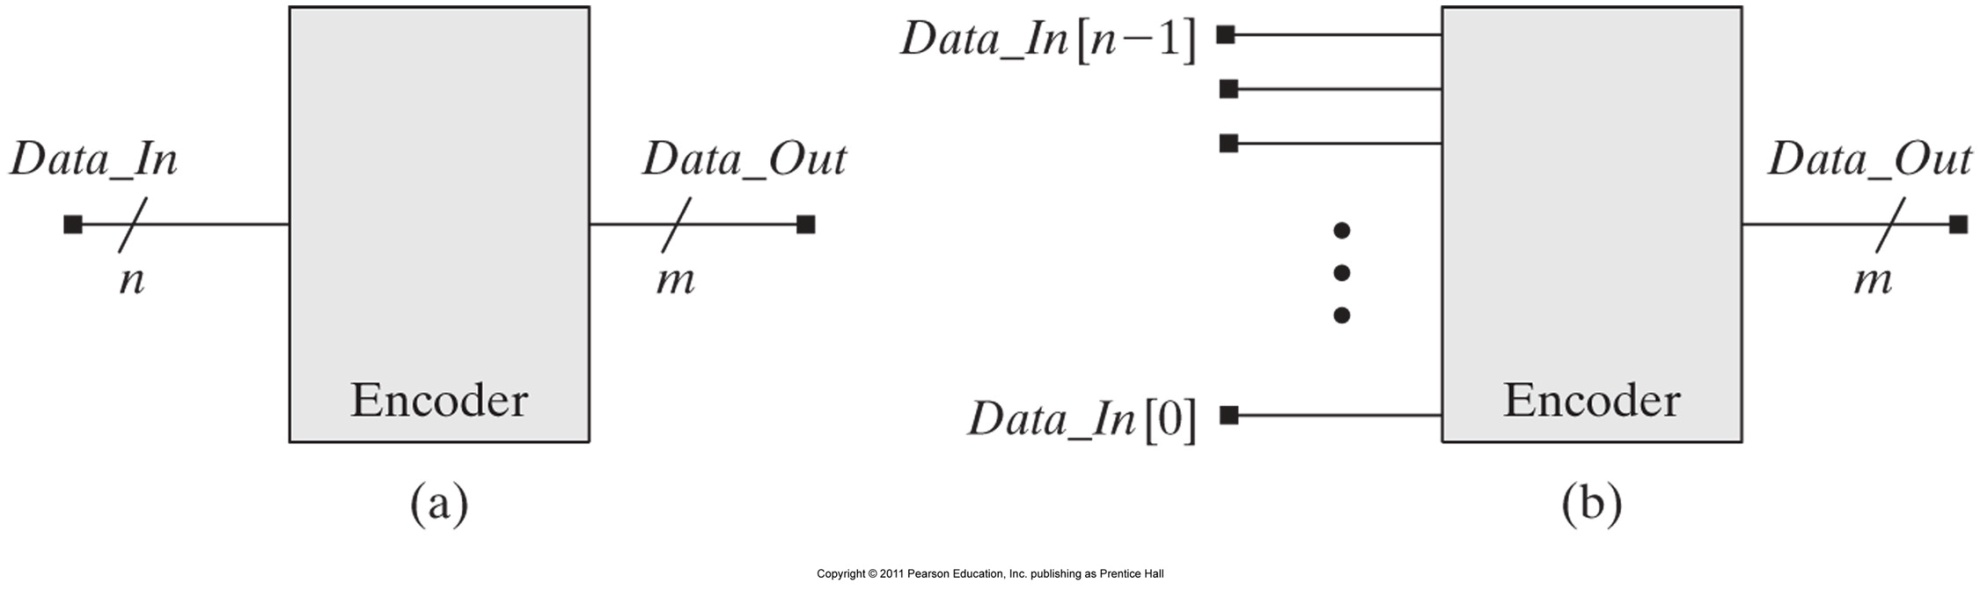 Data_In
n
Encoder
Data_Out
m
(a)
Data_In[n−1]
Data_In[0]
Encoder
Data_Out
m
(b)
Copyright © 2011 Pearson Education, Inc. publishing as Prentice Hall